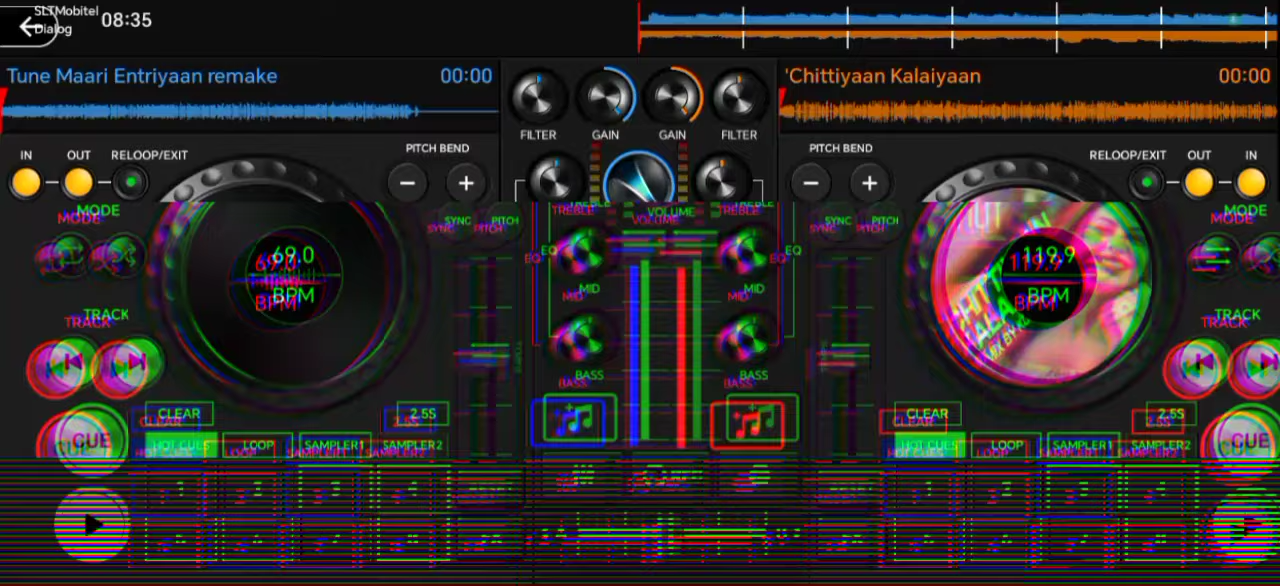 SLTMobitel
Dialog
08:35
Tune Maari Entriyaan remake 00:00
'Chittiyaan Kalaiyaan 00:00
FILTER GAIN GAIN FILTER
IN OUT RELOOP/EXIT PITCH BEND
PITCH BEND RELOOP/EXIT OUT IN
MODE SYNC PITCH TREBLE VOLUME TREBLE SYNC PITCH MODE
EQ EQ
69.0
BPM
119.9
BPM
MID MID
TRACK TRACK
BASS BASS
CLEAR 2.5S CLEAR 2.5S
CUE HOT CUES LOOP SAMPLER1 SAMPLER2
HOT CUES LOOP SAMPLER1 SAMPLER2 CUE